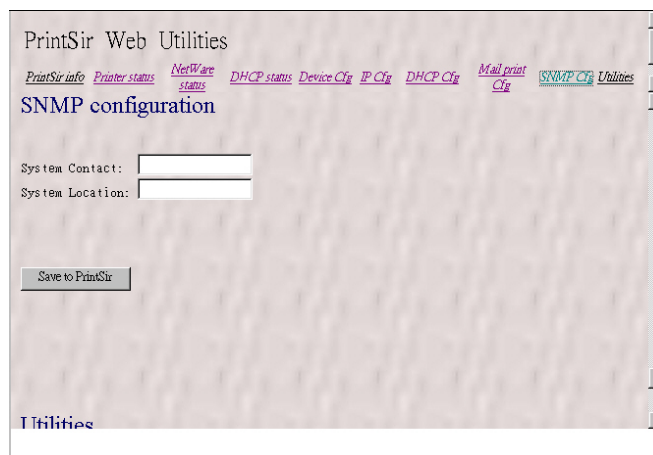 PrintSir Web Utilities
PrintSir info Printer status NetWare status DHCP status Device Cfg IP Cfg DHCP Cfg Mail print Cfg SNMP Cfg Utilities
SNMP configuration
System Contact:
System Location:
Save to PrintSir
Utilities